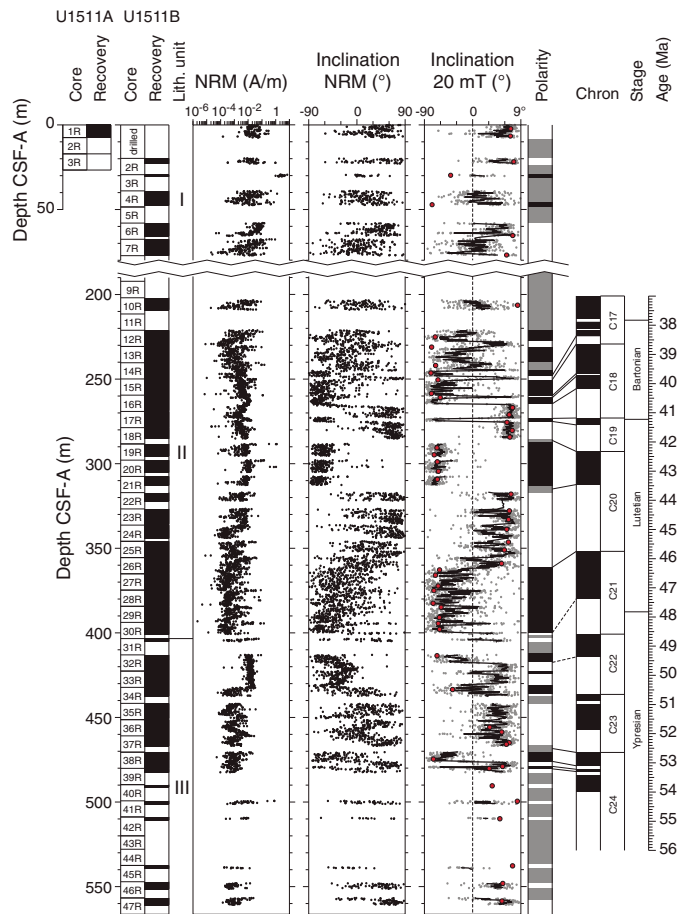 U1511A U1511B
Core
Recovery
Core
Recovery
Lith. unit
NRM (A/m)
Inclination
NRM (°)
Inclination
20 mT (°)
Polarity
Chron
Stage
Age (Ma)
10⁻⁶ 10⁻⁴ 10⁻² 1
-90 90
-90 0 90°
Depth CSF-A (m)
0
50
1R
2R
3R
Depth CSF-A (m)
drilled
2R
3R
4R
5R
6R
7R
I
200
250
300
350
400
450
500
550
9R
10R
11R
12R
13R
14R
15R
16R
17R
18R
19R
20R
21R
22R
23R
24R
25R
26R
27R
28R
29R
30R
31R
32R
33R
34R
35R
36R
37R
38R
39R
40R
41R
42R
43R
44R
45R
46R
47R
II
III
C17
C18
C19
C20
C21
C22
C23
C24
Bartonian
Lutetian
Ypresian
38
39
40
41
42
43
44
45
46
47
48
49
50
51
52
53
54
55
56